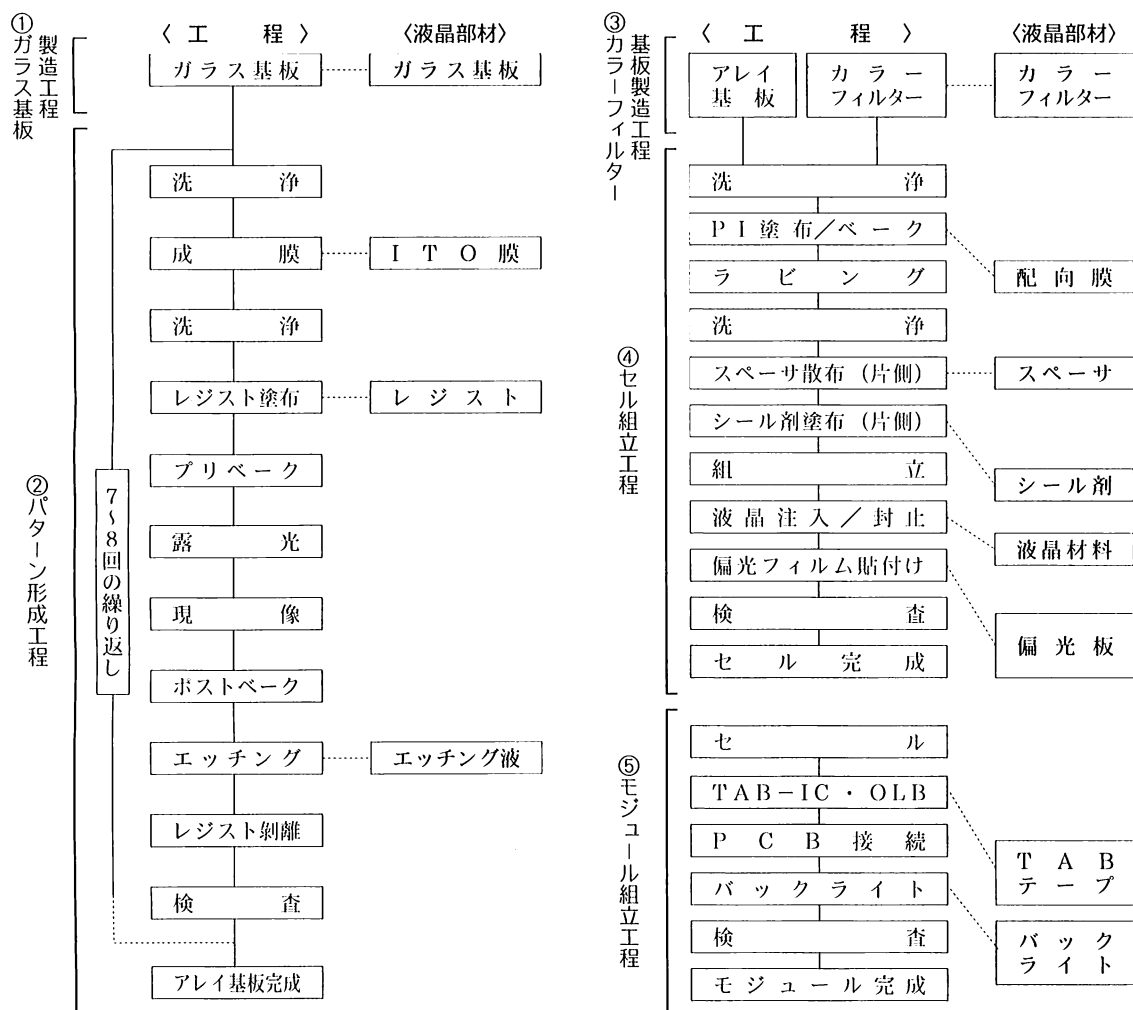 ①ガラス基板
製造工程
〈工程〉
〈液晶部材〉
ガラス基板
ガラス基板
②パターン形成工程
7～8回の繰り返し
洗浄
成膜
ITO膜
洗浄
レジスト塗布
レジスト
プリベーク
露光
現像
ポストベーク
エッチング
エッチング液
レジスト剝離
検査
アレイ基板完成
③カラーフィルター
基板製造工程
〈工程〉
〈液晶部材〉
アレイ
基板
カラー
フィルター
カラー
フィルター
④セル組立工程
洗浄
PI塗布／ベーク
配向膜
ラビング
洗浄
スペーサ散布（片側）
スペーサ
シール剤塗布（片側）
シール剤
組立
液晶注入／封止
液晶材料
偏光フィルム貼付け
偏光板
検査
セル完成
⑤モジュール組立工程
セル
TAB－IC・OLB
TAB
テープ
PCB接続
バックライト
バック
ライト
検査
モジュール完成